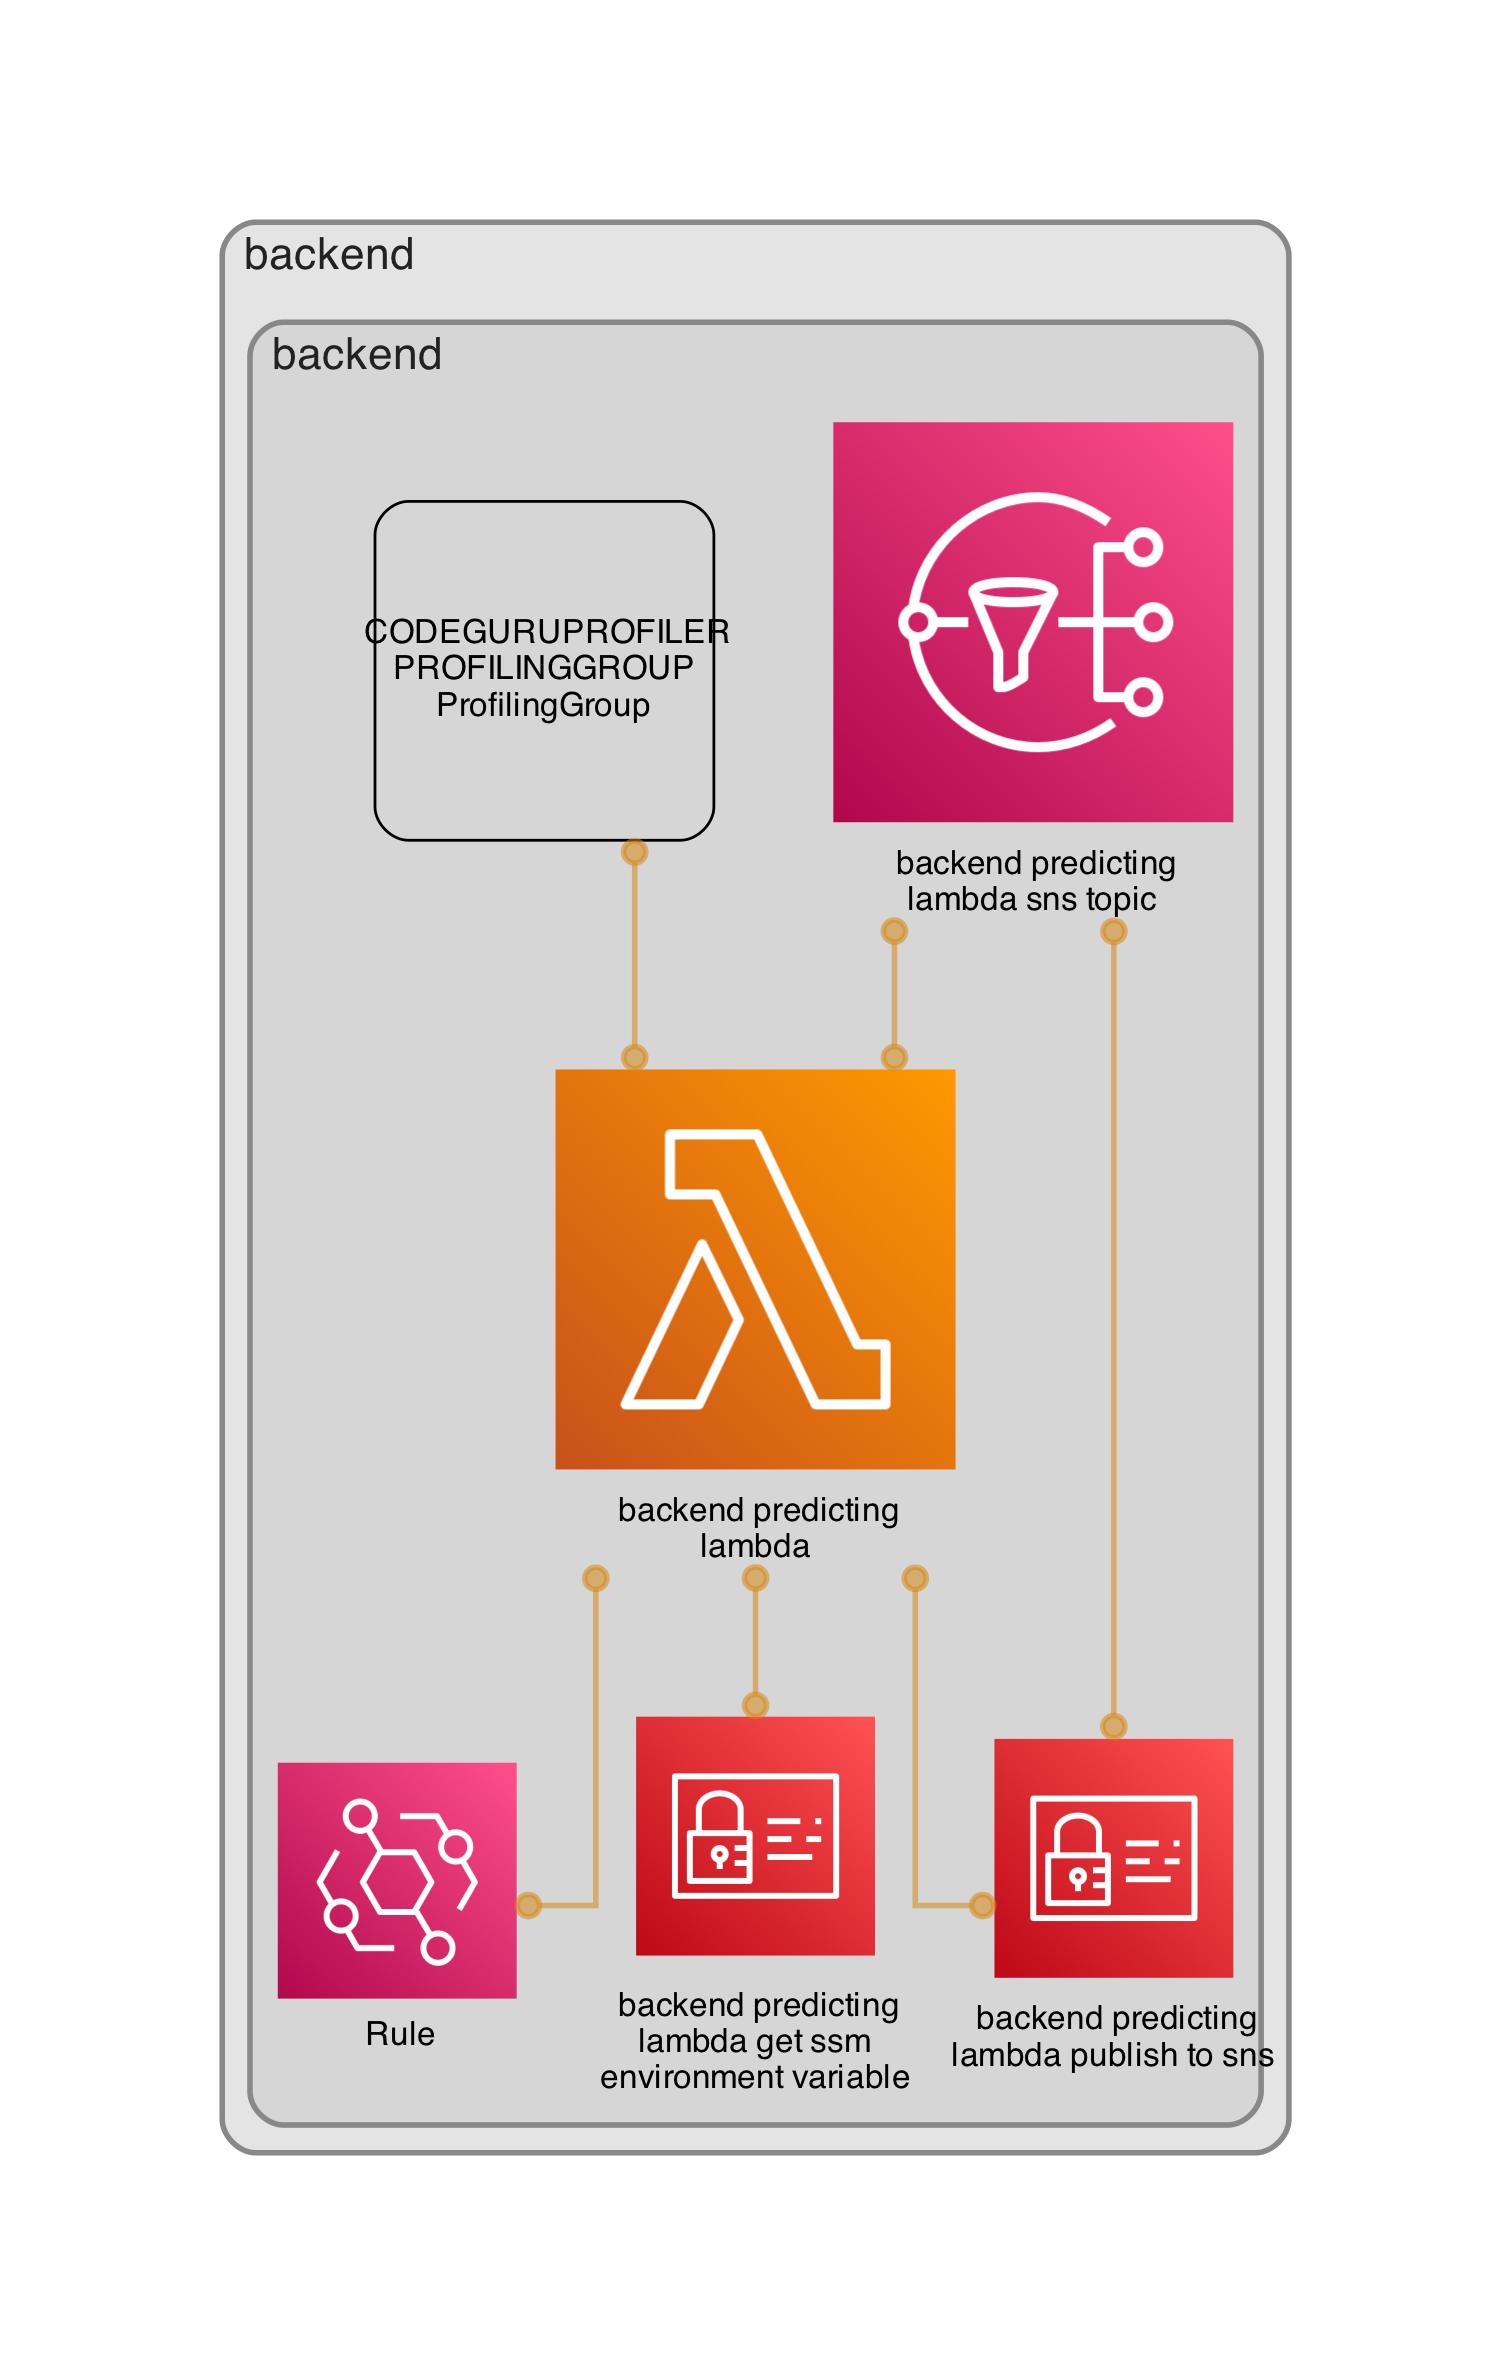 backend
backend
CODEGURUPROFILER
PROFILINGGROUP
ProfilingGroup
backend predicting
lambda sns topic
backend predicting
lambda
Rule
backend predicting
lambda get ssm
environment variable
backend predicting
lambda publish to sns